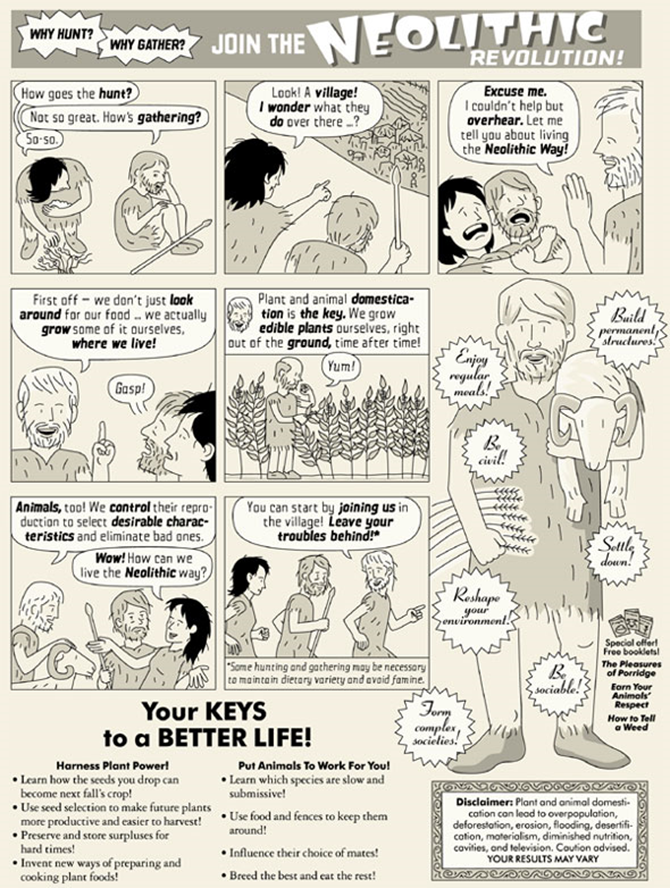 WHY HUNT?
WHY GATHER?
JOIN THE NEOLITHIC
REVOLUTION!
How goes the hunt?
Not so great. How's gathering?
So-so.
Look! A village!
I wonder what they
do over there ...?
Excuse me.
I couldn't help but
overhear. Let me
tell you about living
the Neolithic Way!
First off – we don't just look
around for our food ... we actually
grow some of it ourselves,
where we live!
Gasp!
Plant and animal domestica-
tion is the key. We grow
edible plants ourselves, right
out of the ground, time after time!
Yum!
Animals, too! We control their repro-
duction to select desirable charac-
teristics and eliminate bad ones.
Wow! How can we
live the Neolithic way?
You can start by joining us in
the village! Leave your
troubles behind!*
*Some hunting and gathering may be necessary
to maintain dietary variety and avoid famine.
Build
permanent
structures!
Enjoy
regular
meals!
Be
civil!
Settle
down!
Reshape
your
environment!
Be
sociable!
Form
complex
societies!
Special offer!
Free booklets!
The Pleasures
of Porridge
Earn Your
Animals'
Respect
How to Tell
a Weed
Your KEYS
to a BETTER LIFE!
Harness Plant Power!
• Learn how the seeds you drop can
become next fall's crop!
• Use seed selection to make future plants
more productive and easier to harvest!
• Preserve and store surpluses for
hard times!
• Invent new ways of preparing and
cooking plant foods!
Put Animals To Work For You!
• Learn which species are slow and
submissive!
• Use food and fences to keep them
around!
• Influence their choice of mates!
• Breed the best and eat the rest!
Disclaimer: Plant and animal domesti-
cation can lead to overpopulation,
deforestation, erosion, flooding, desertifi-
cation, materialism, diminished nutrition,
cavities, and television. Caution advised.
YOUR RESULTS MAY VARY